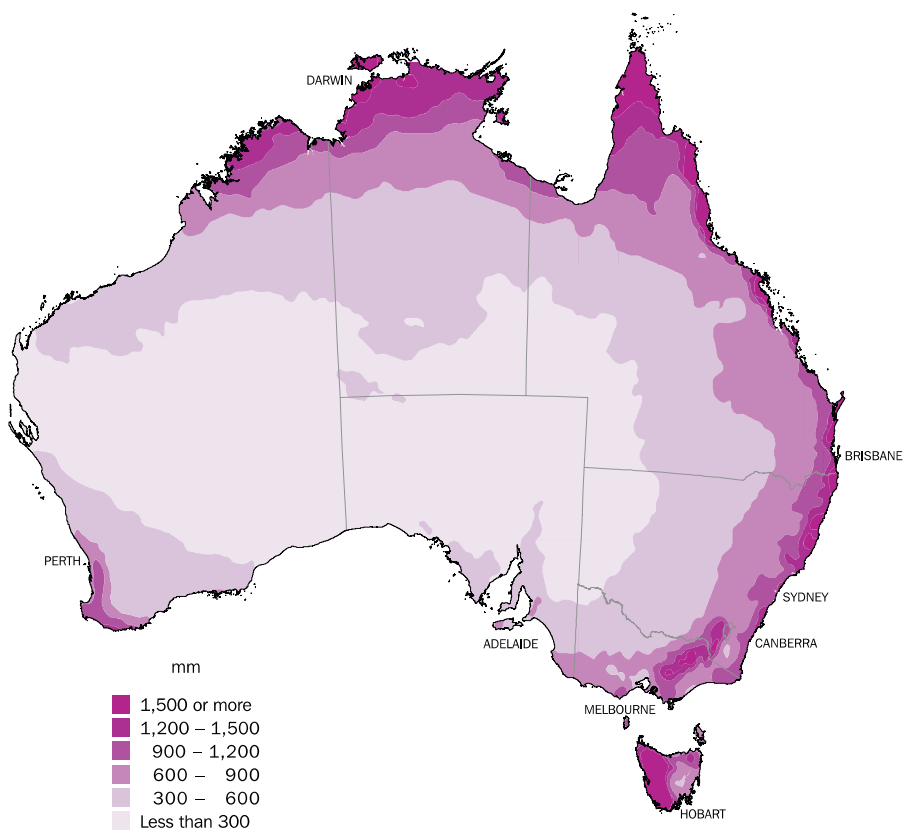 DARWIN
BRISBANE
PERTH
SYDNEY
ADELAIDE
CANBERRA
mm
MELBOURNE
1,500 or more
1,200 – 1,500
900 – 1,200
600 – 900
300 – 600
Less than 300
HOBART